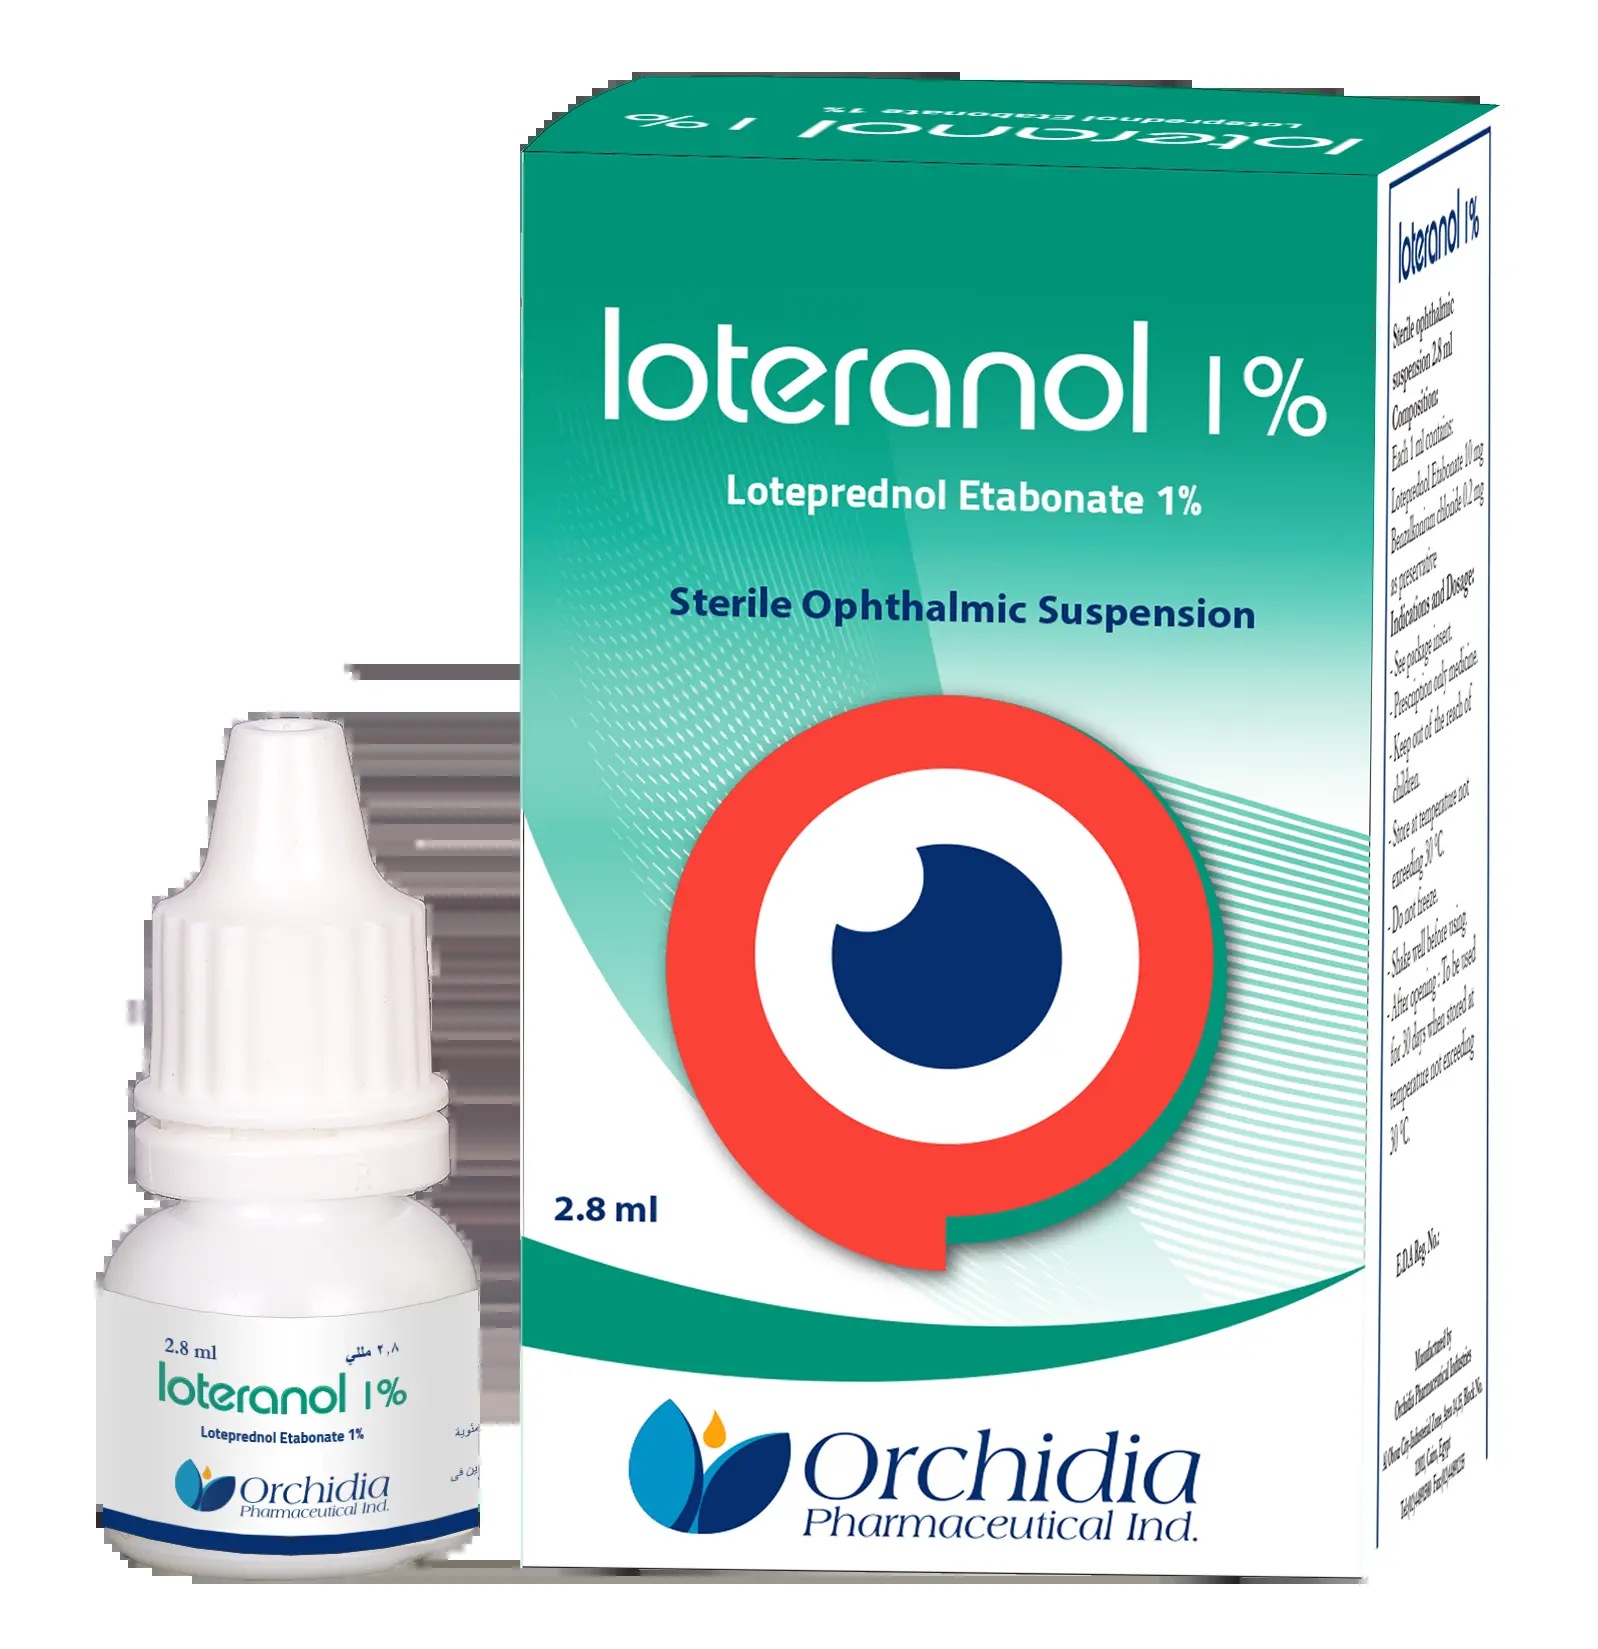 loteranol 1%
Loteprednol Etabonate 1%
loteranol 1%
Loteprednol Etabonate 1%
Sterile Ophthalmic Suspension
2.8 ml
Orchidia
Pharmaceutical Ind.
loteranol 1%
Sterile ophthalmic
suspension 2.8 ml
Composition:
Each 1 ml contains:
Loteprednol Etabonate 10 mg
Benzalkonium chloride 0.2 mg
as preservative
Indications and Dosage:
- See package insert.
- Prescription only medicine.
- Keep out of the reach of
children.
- Store at temperature not
exceeding 30 °C.
- Do not freeze.
- Shake well before using.
- After opening : To be used
for 30 days when stored at
temperature not exceeding
30 °C.
E.D.A Reg. No.:
Manufactured by
Orchidia Pharmaceutical Industries
2.8 ml ٢,٨ مللي
loteranol 1%
Loteprednol Etabonate 1%
Orchidia
Pharmaceutical Ind.